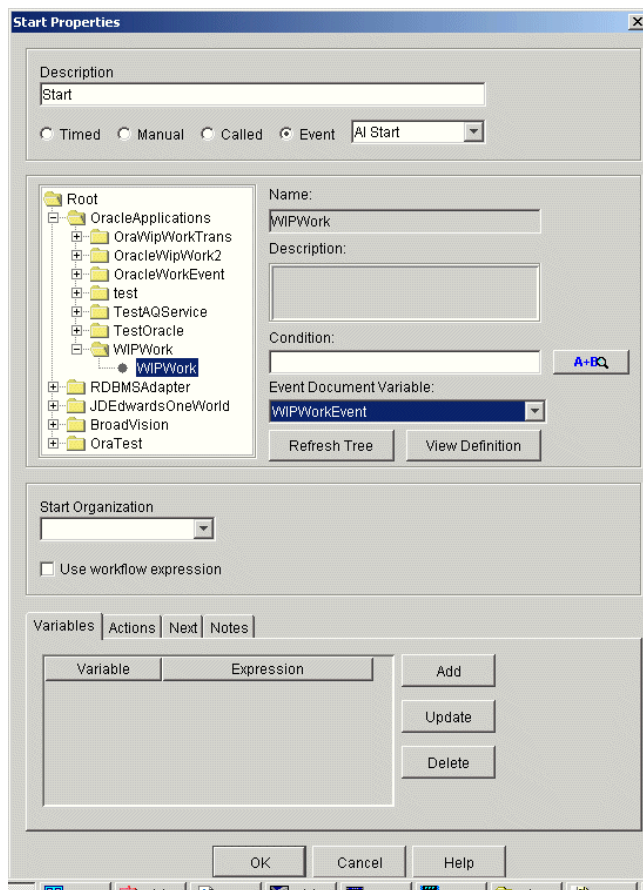 Start Properties
Description
Start
Timed Manual Called Event AI Start
Root
OracleApplications
OraWipWorkTrans
OracleWipWork2
OracleWorkEvent
test
TestAQService
TestOracle
WIPWork
WIPWork
RDBMSAdapter
JDEdwardsOneWorld
BroadVision
OraTest
Name:
WIPWork
Description:
Condition:
A+B
Event Document Variable:
WIPWorkEvent
Refresh Tree View Definition
Start Organization
Use workflow expression
Variables Actions Next Notes
Variable Expression
Add
Update
Delete
OK Cancel Help